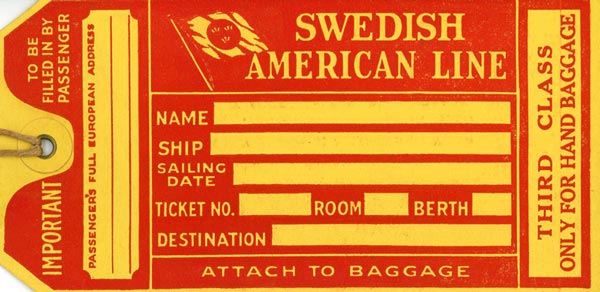 IMPORTANT
TO BE
FILLED IN BY
PASSENGER
PASSENGER'S FULL EUROPEAN ADDRESS
SWEDISH
AMERICAN LINE
NAME
SHIP
SAILING
DATE
TICKET NO. ROOM BERTH
DESTINATION
ATTACH TO BAGGAGE
THIRD CLASS
ONLY FOR HAND BAGGAGE